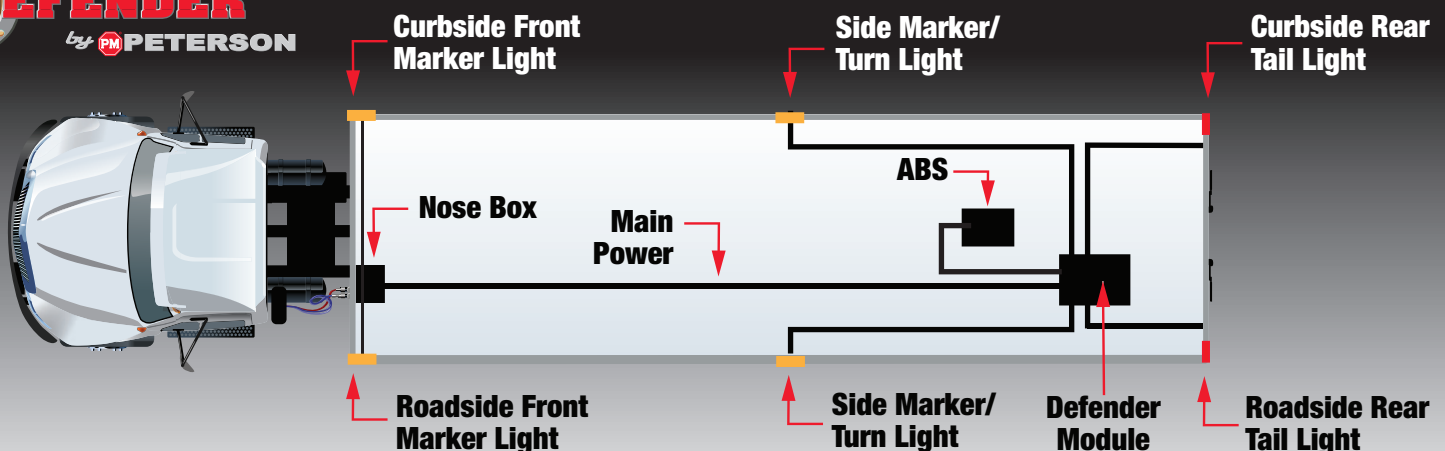 DEFENDER
by PM PETERSON
Curbside Front
Marker Light
Side Marker/
Turn Light
Curbside Rear
Tail Light
ABS
Nose Box
Main
Power
Roadside Front
Marker Light
Side Marker/
Turn Light
Defender
Module
Roadside Rear
Tail Light